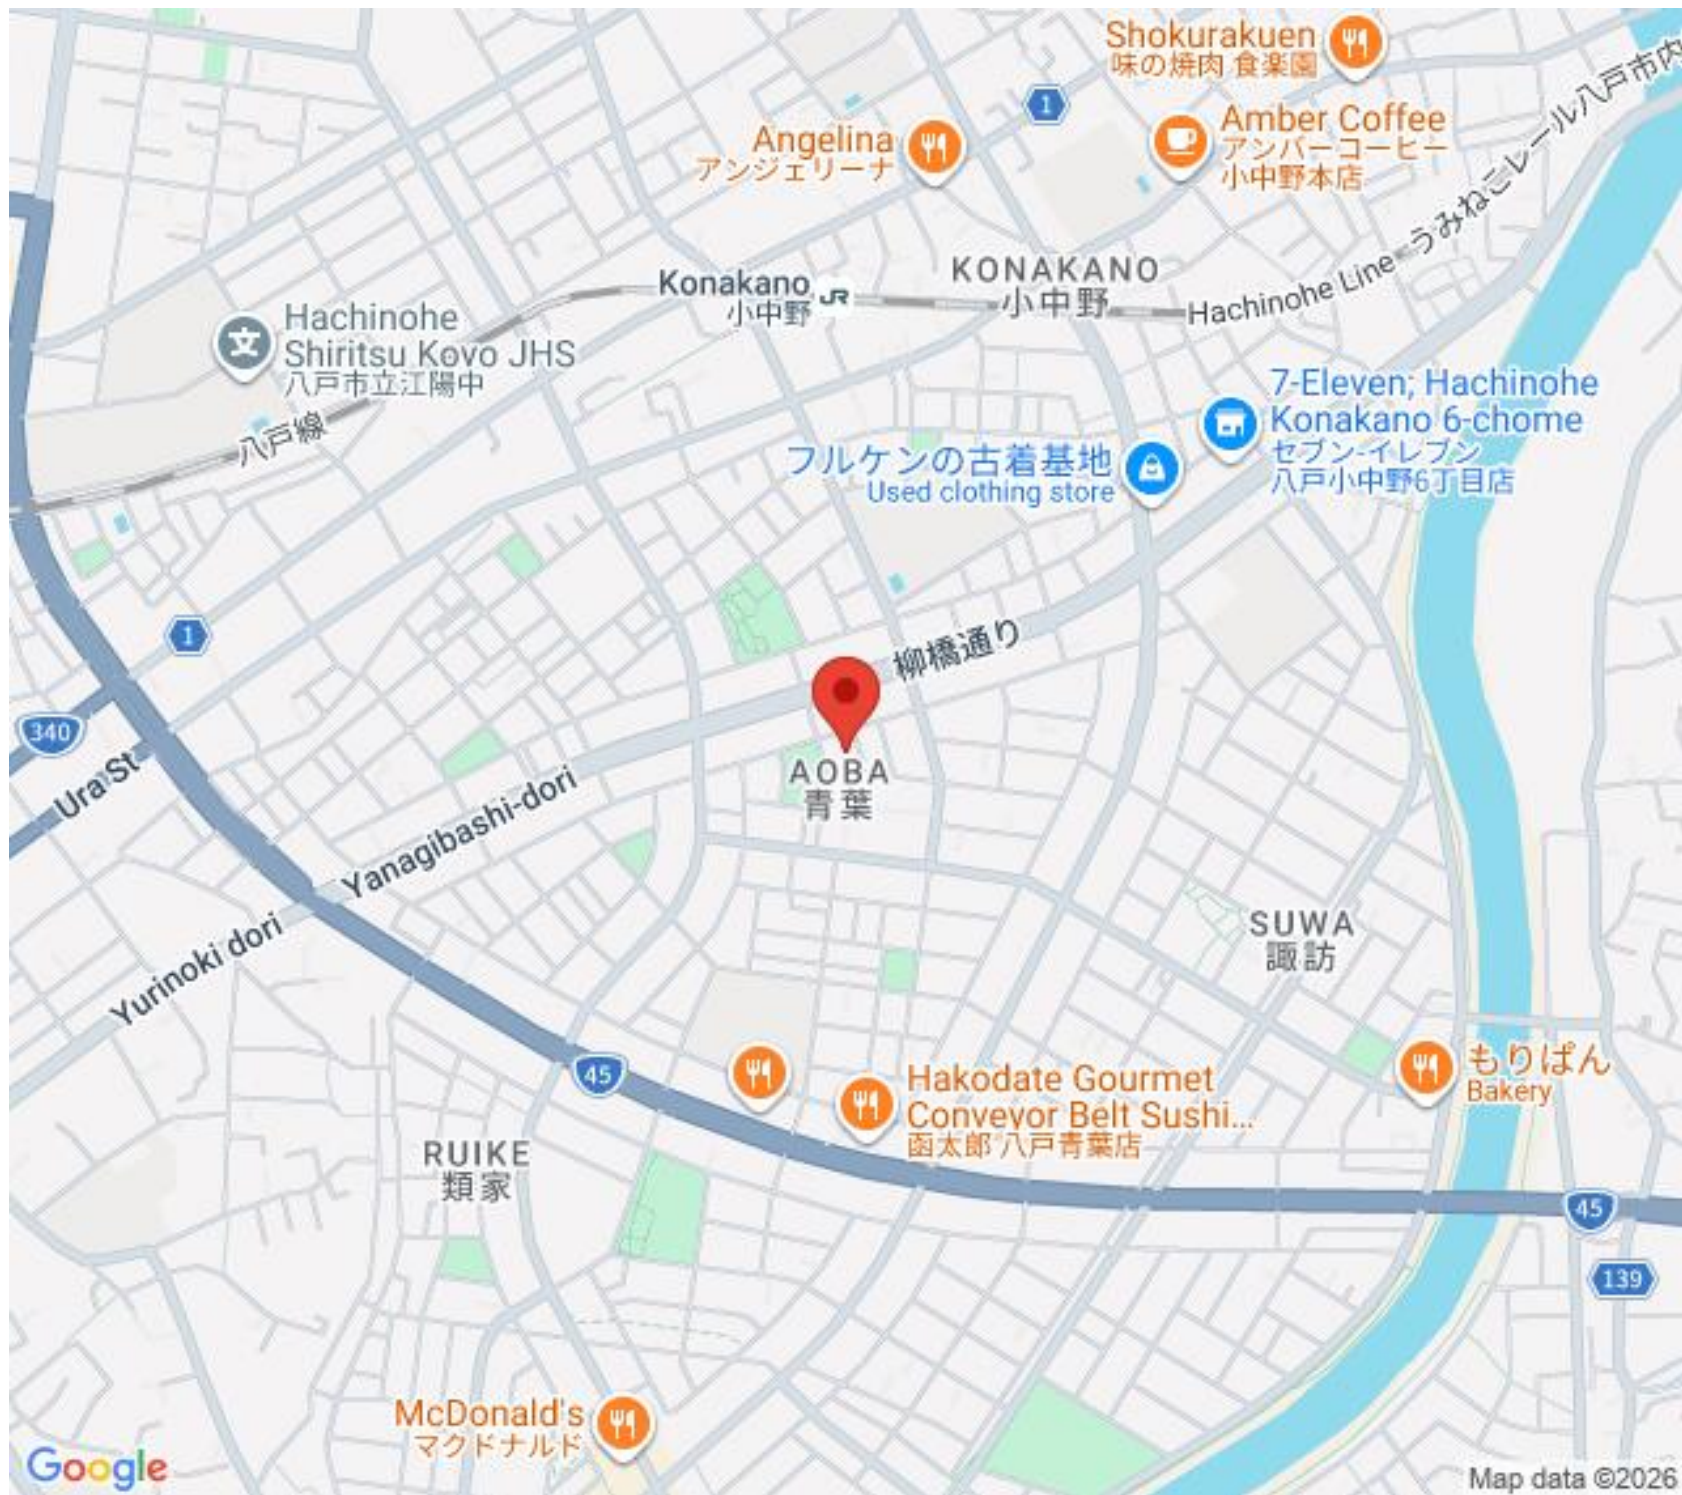 Shokurakuen
味の焼肉 食楽園
1
Amber Coffee
アンバーコーヒー
小中野本店
Angelina
アンジェリーナ
Hachinohe Line-うみねこレール八戸市内
Konakano
小中野
JR
KONAKANO
小中野
文
Hachinohe
Shiritsu Koyo JHS
八戸市立江陽中
八戸線
7-Eleven; Hachinohe
Konakano 6-chome
セブン-イレブン
八戸小中野6丁目店
フルケンの古着基地
Used clothing store
1
柳橋通り
340
Ura St
AOBA
青葉
Yanagibashi-dori
Yurinoki dori
SUWA
諏訪
45
Hakodate Gourmet
Conveyor Belt Sushi...
函太郎 八戸青葉店
もりぱん
Bakery
RUIKE
類家
45
139
McDonald's
マクドナルド
Google
Map data ©2026